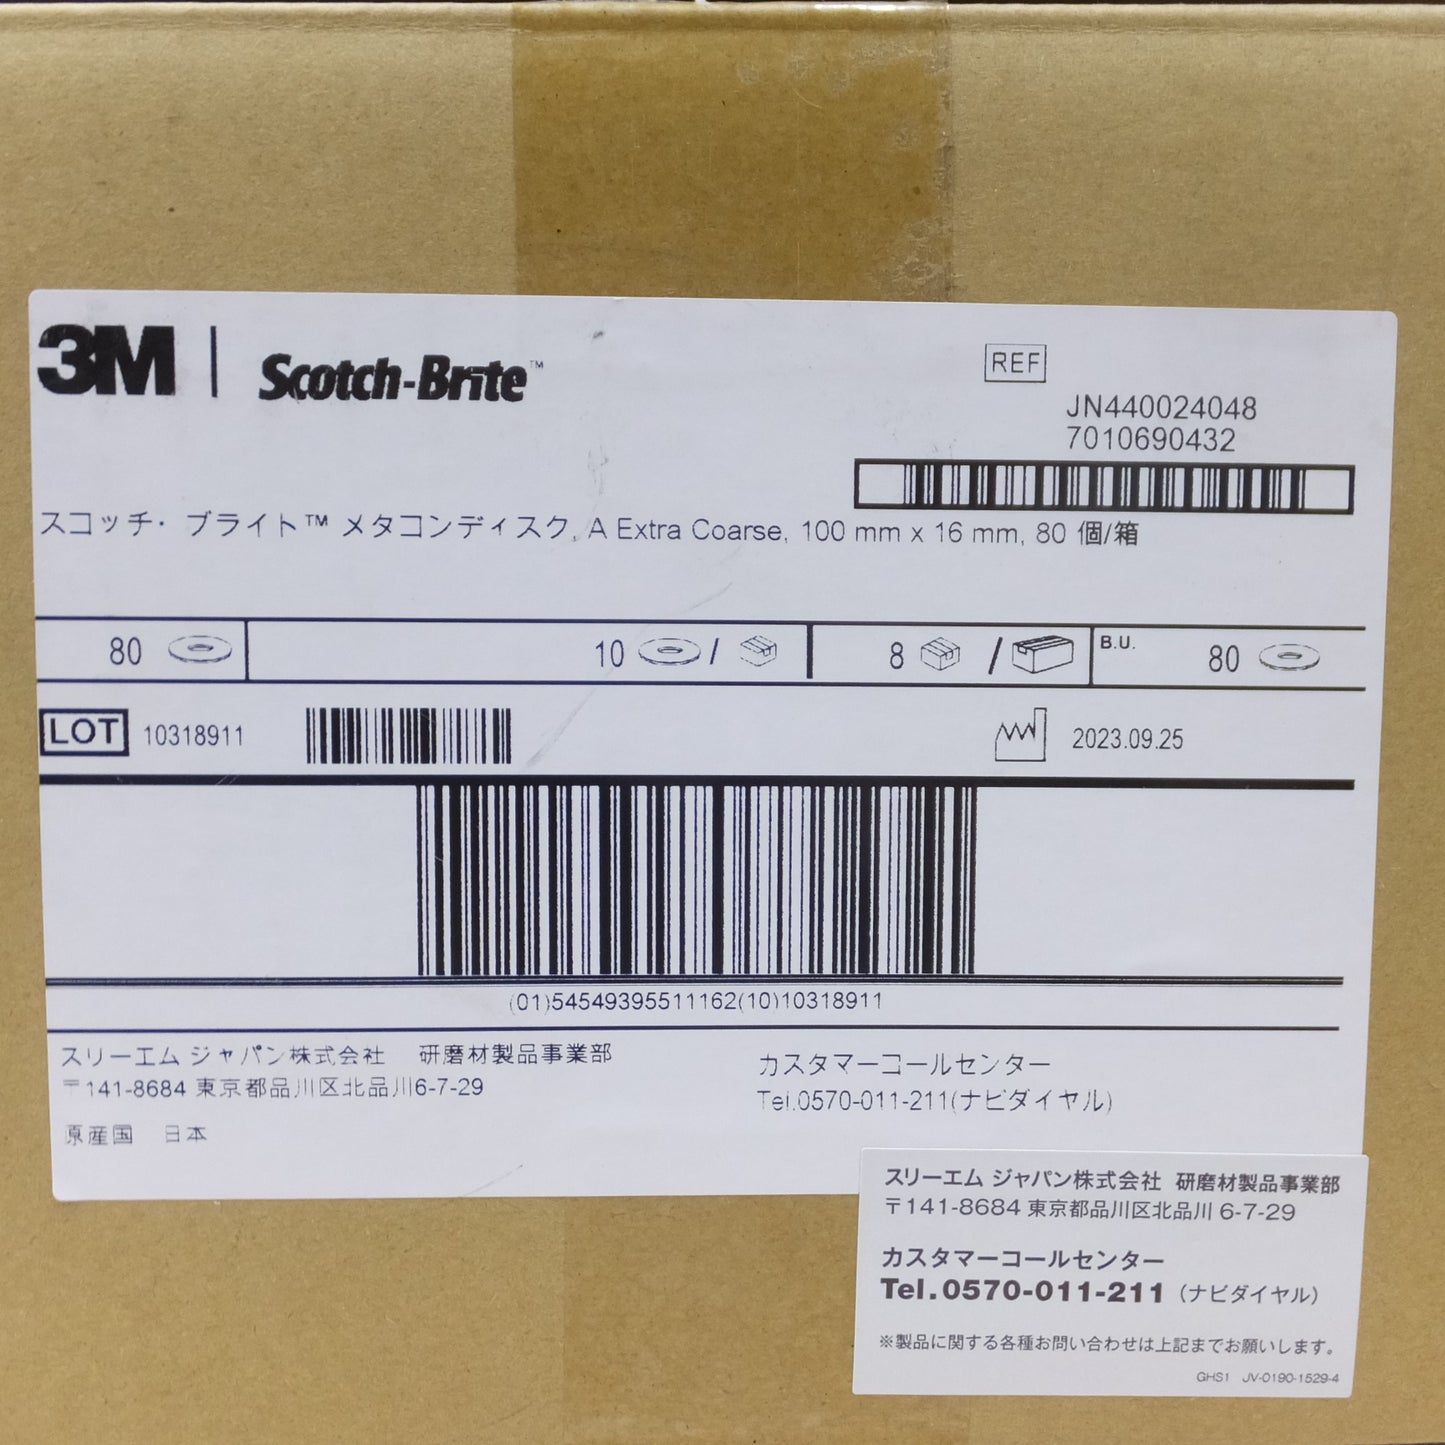 3M | Scotch-Brite™
REF
JN440024048
7010690432
スコッチ・ブライト™ メタコンディスク, A Extra Coarse, 100 mm x 16 mm, 80 個/箱
80 10 / 8 / B.U. 80
LOT 10318911 2023.09.25
(01)54549395511162(10)10318911
スリーエム ジャパン株式会社 研磨材製品事業部
〒141-8684 東京都品川区北品川6-7-29
原産国 日本
カスタマーコールセンター
Tel.0570-011-211(ナビダイヤル)
スリーエム ジャパン株式会社 研磨材製品事業部
〒141-8684 東京都品川区北品川 6-7-29
カスタマーコールセンター
Tel.0570-011-211（ナビダイヤル）
※製品に関する各種お問い合わせは上記までお願いします。
GHS1 JV-0190-1529-4